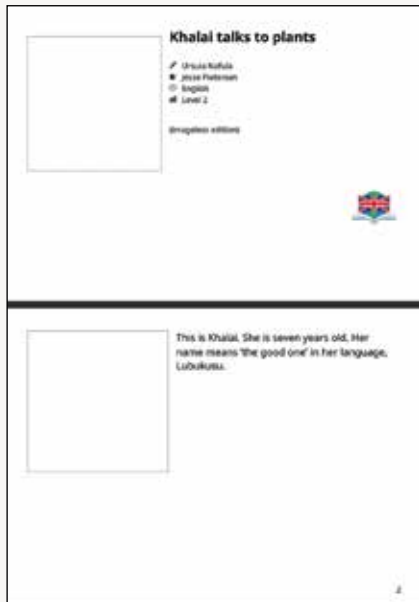 Khalai talks to plants
Ursula Nafula
Jesse Pietersen
English
Level 2
(imageless edition)
This is Khalai. She is seven years old. Her
name means ‘the good one’ in her language,
Lubukusu.
2